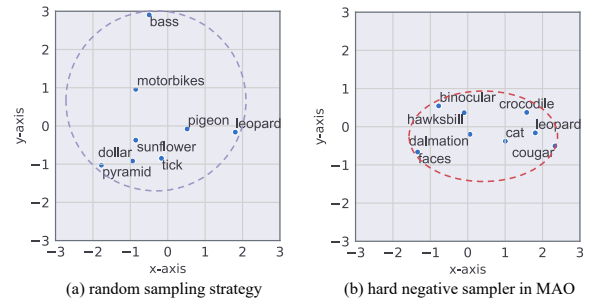 3
2
1
0
−1
−2
−3
y-axis
bass
motorbikes
pigeon
leopard
sunflower
dollar
tick
pyramid
−3 −2 −1 0 1 2 3
x-axis
(a) random sampling strategy
3
2
1
0
−1
−2
−3
y-axis
binocular
crocodile
hawksbill
leopard
dalmation
cat
cougar
faces
−3 −2 −1 0 1 2 3
x-axis
(b) hard negative sampler in MAO